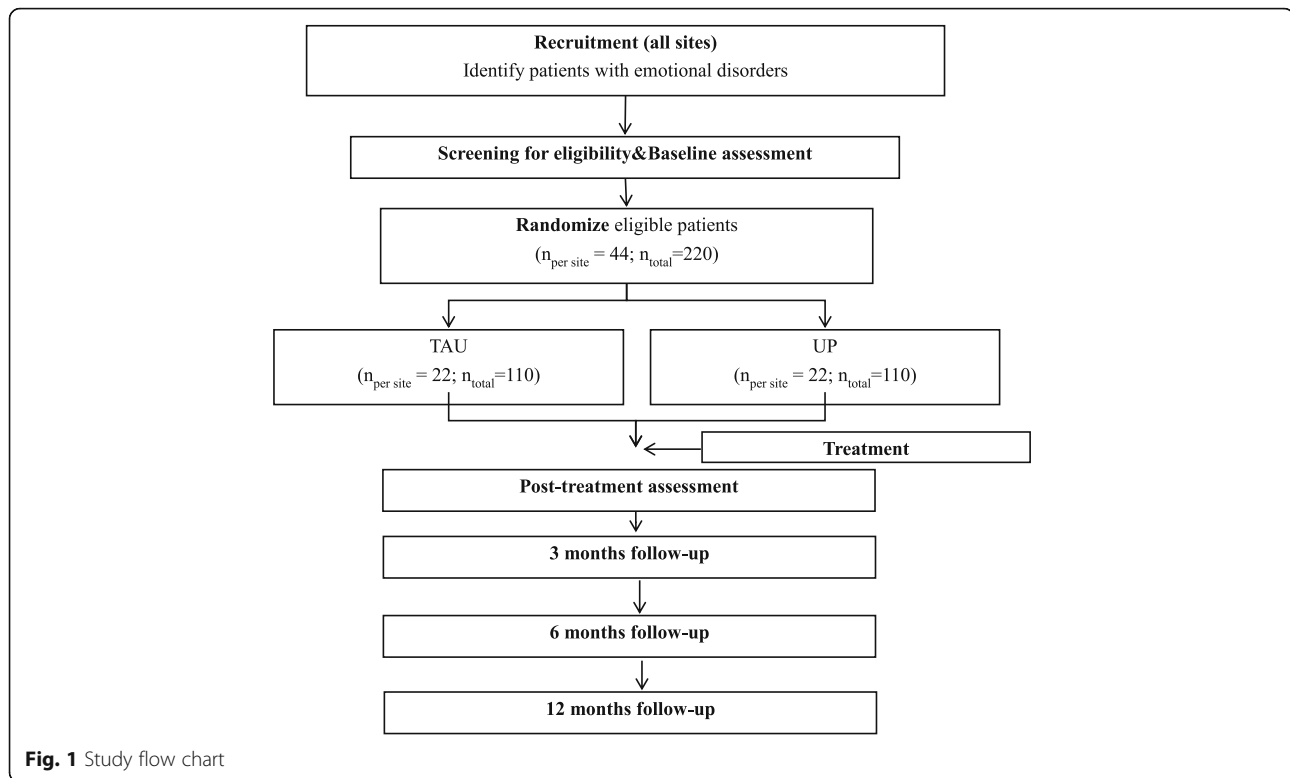 Recruitment (all sites)
Identify patients with emotional disorders
Screening for eligibility&Baseline assessment
Randomize eligible patients
(nper site = 44; ntotal=220)
TAU
(nper site = 22; ntotal=110)
UP
(nper site = 22; ntotal=110)
Treatment
Post-treatment assessment
3 months follow-up
6 months follow-up
12 months follow-up
Fig. 1 Study flow chart